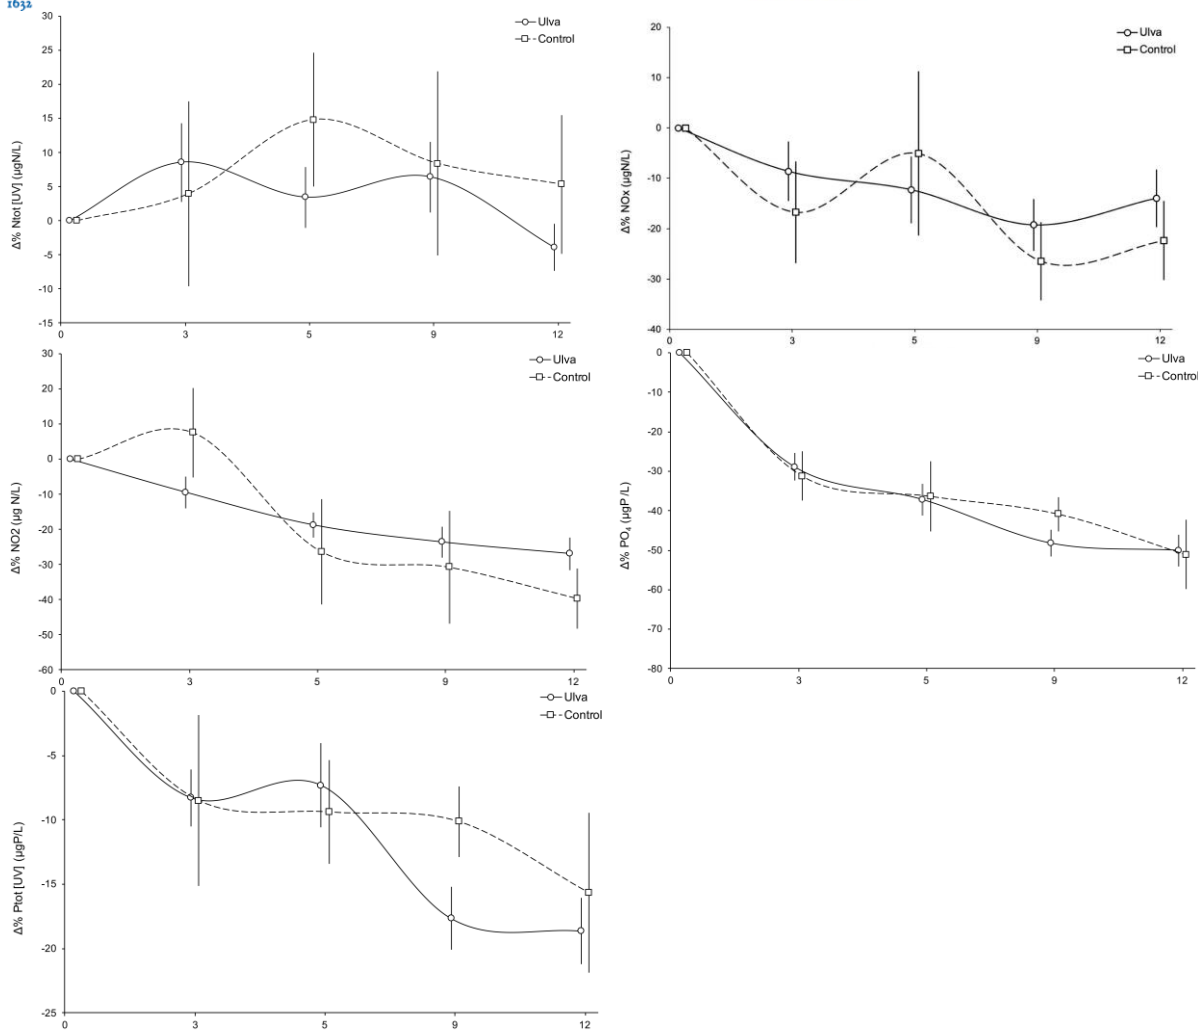 1632
Ulva
Control
Δ% Ntot [UV] (µgN/L)
30
25
20
15
10
5
0
5
-10
-15
0 3 5 9 12
Ulva
Control
Δ% NOx (µgN/L)
20
10
0
-10
-20
-30
-40
0 3 5 9 12
Ulva
Control
Δ% NO2 (µg N/L)
30
20
10
0
-10
-20
-30
-40
-50
-60
0 3 5 9 12
Ulva
Control
Δ% PO₄ (µgP /L)
0
-10
-20
-30
-40
-50
-60
-70
-80
0 3 5 9 12
Ulva
Control
Δ% Ptot [UV] (µgP/L)
0
-5
-10
-15
-20
-25
0 3 5 9 12